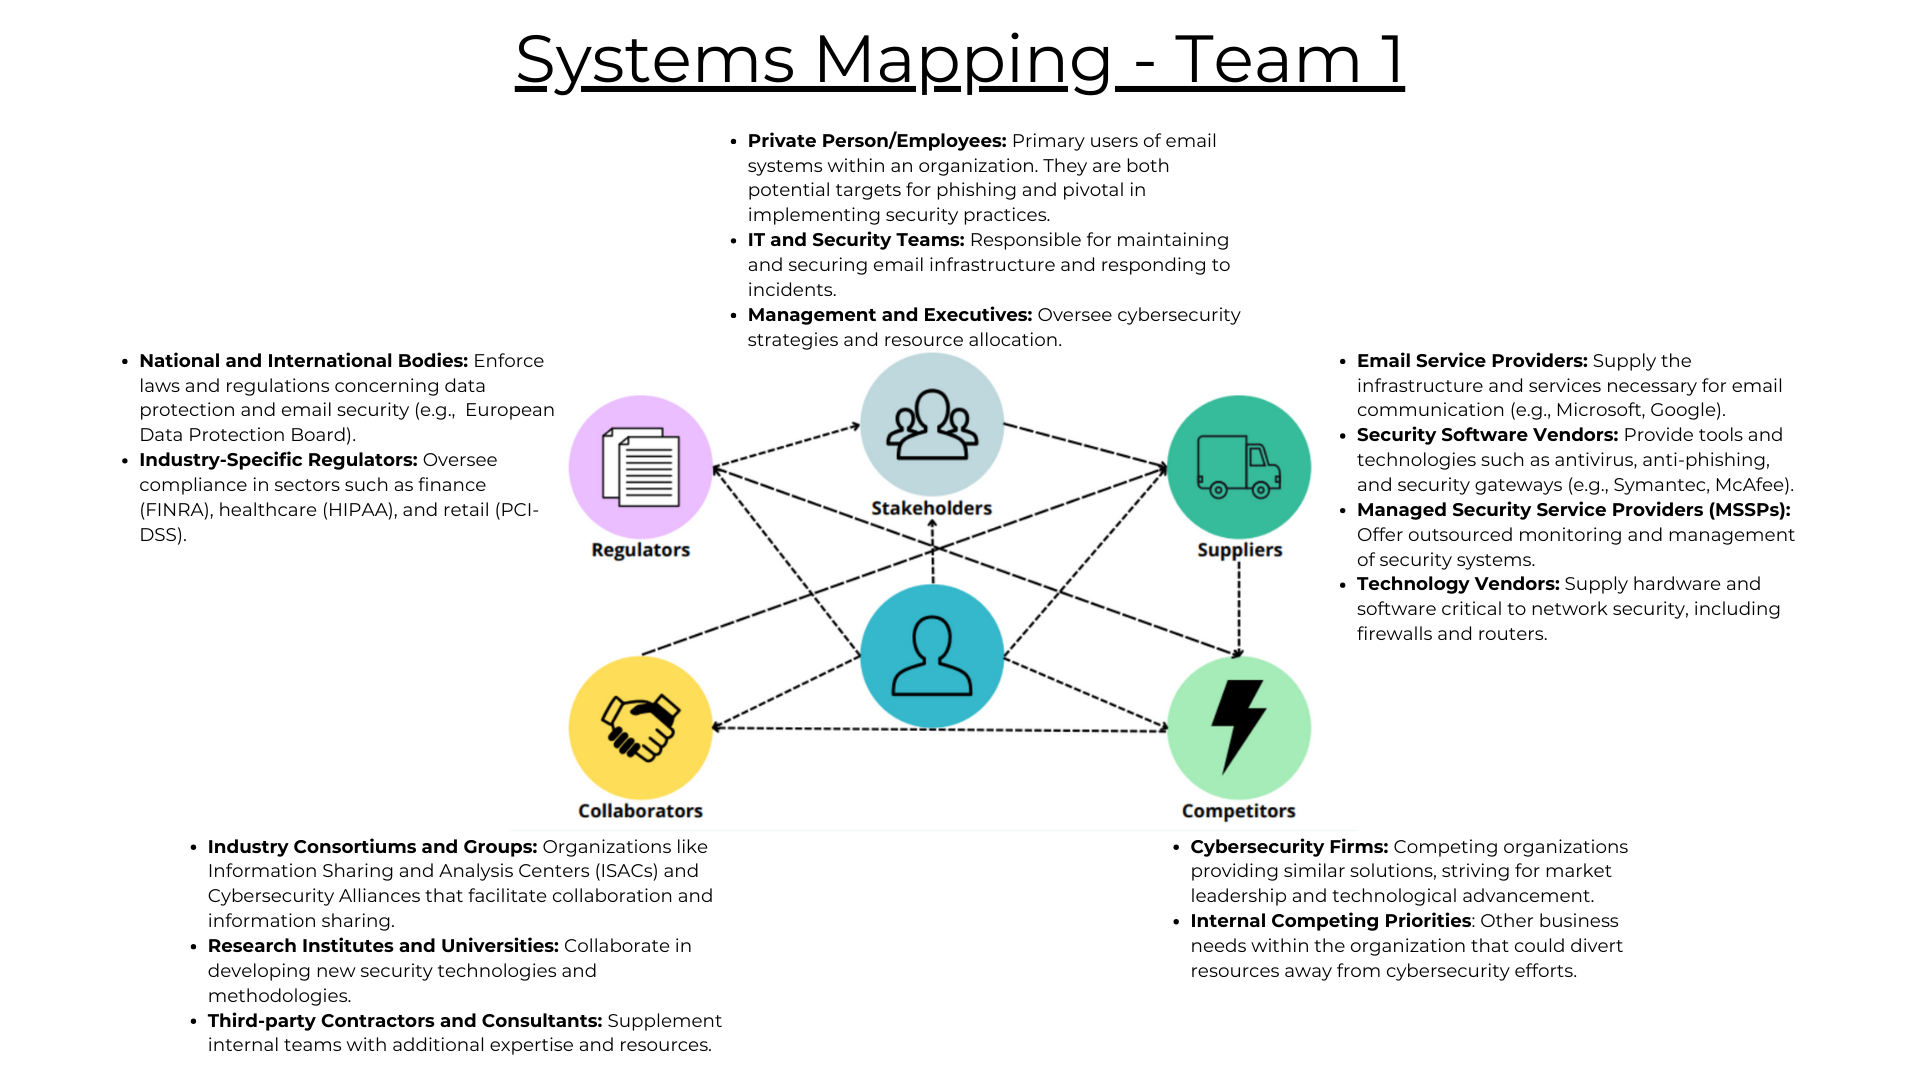 Systems Mapping - Team 1
• Private Person/Employees: Primary users of email
systems within an organization. They are both
potential targets for phishing and pivotal in
implementing security practices.
• IT and Security Teams: Responsible for maintaining
and securing email infrastructure and responding to
incidents.
• Management and Executives: Oversee cybersecurity
strategies and resource allocation.
• National and International Bodies: Enforce
laws and regulations concerning data
protection and email security (e.g.,  European
Data Protection Board).
• Industry-Specific Regulators: Oversee
compliance in sectors such as finance
(FINRA), healthcare (HIPAA), and retail (PCI-
DSS).
• Email Service Providers: Supply the
infrastructure and services necessary for email
communication (e.g., Microsoft, Google).
• Security Software Vendors: Provide tools and
technologies such as antivirus, anti-phishing,
and security gateways (e.g., Symantec, McAfee).
• Managed Security Service Providers (MSSPs):
Offer outsourced monitoring and management
of security systems.
• Technology Vendors: Supply hardware and
software critical to network security, including
firewalls and routers.
Stakeholders
Regulators
Suppliers
Collaborators
Competitors
• Industry Consortiums and Groups: Organizations like
Information Sharing and Analysis Centers (ISACs) and
Cybersecurity Alliances that facilitate collaboration and
information sharing.
• Research Institutes and Universities: Collaborate in
developing new security technologies and
methodologies.
• Third-party Contractors and Consultants: Supplement
internal teams with additional expertise and resources.
• Cybersecurity Firms: Competing organizations
providing similar solutions, striving for market
leadership and technological advancement.
• Internal Competing Priorities: Other business
needs within the organization that could divert
resources away from cybersecurity efforts.